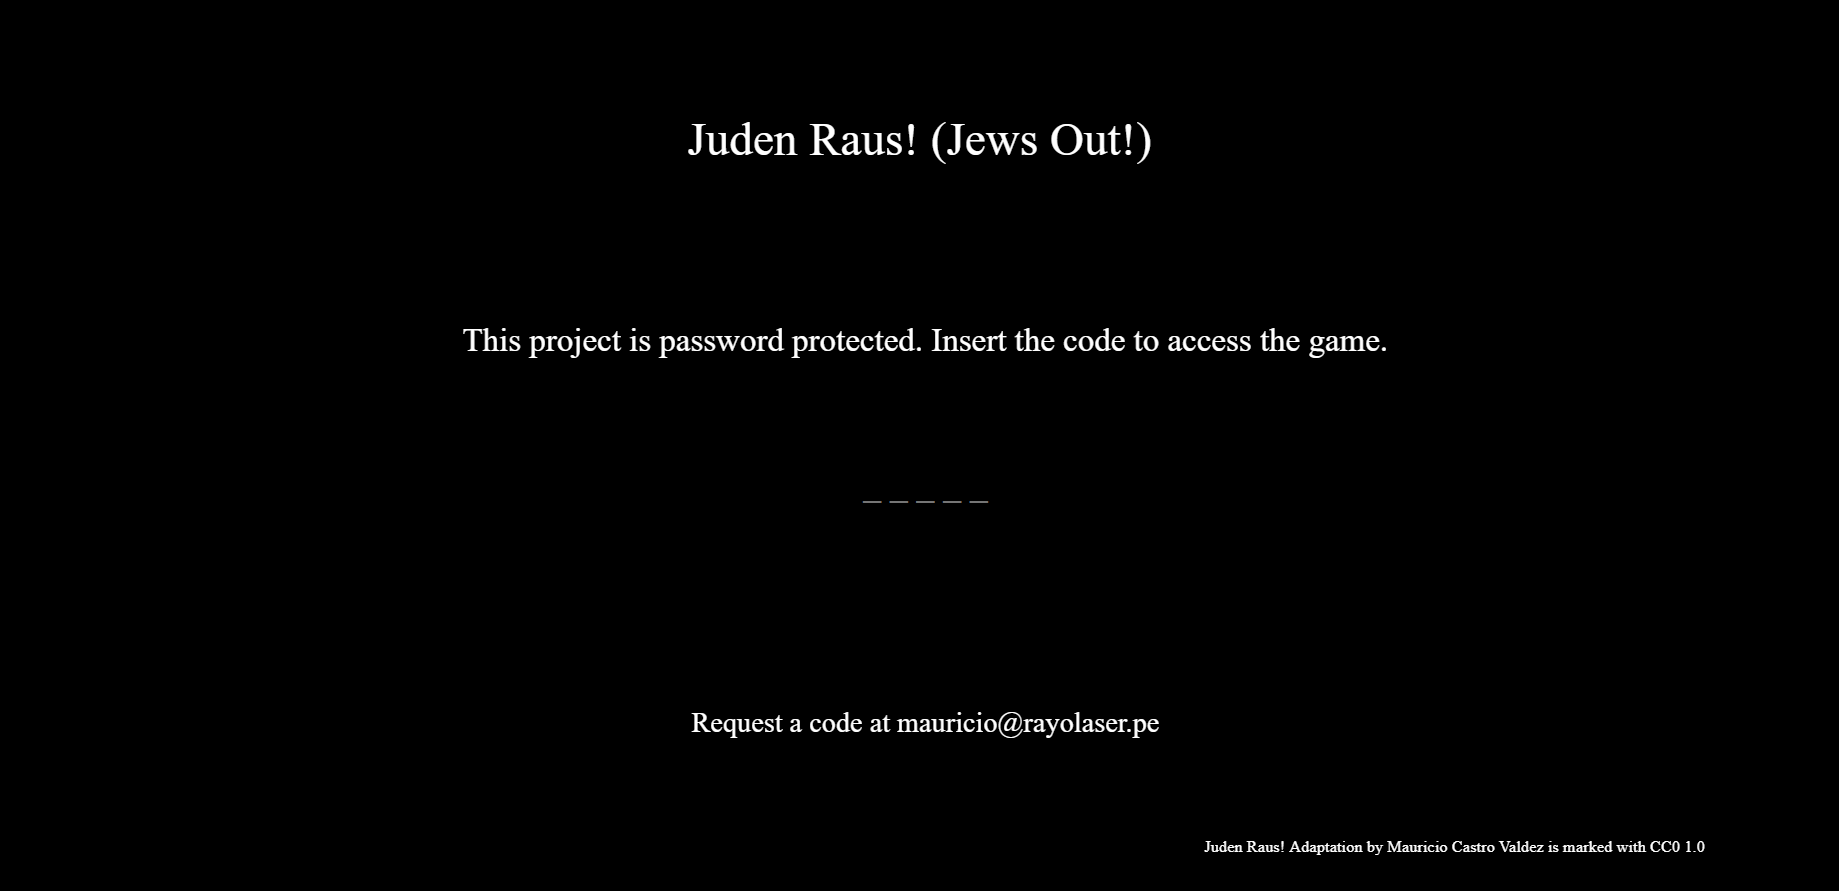 Juden Raus! (Jews Out!)
This project is password protected. Insert the code to access the game.
_ _ _ _ _
Request a code at mauricio@rayolaser.pe
Juden Raus! Adaptation by Mauricio Castro Valdez is marked with CC0 1.0